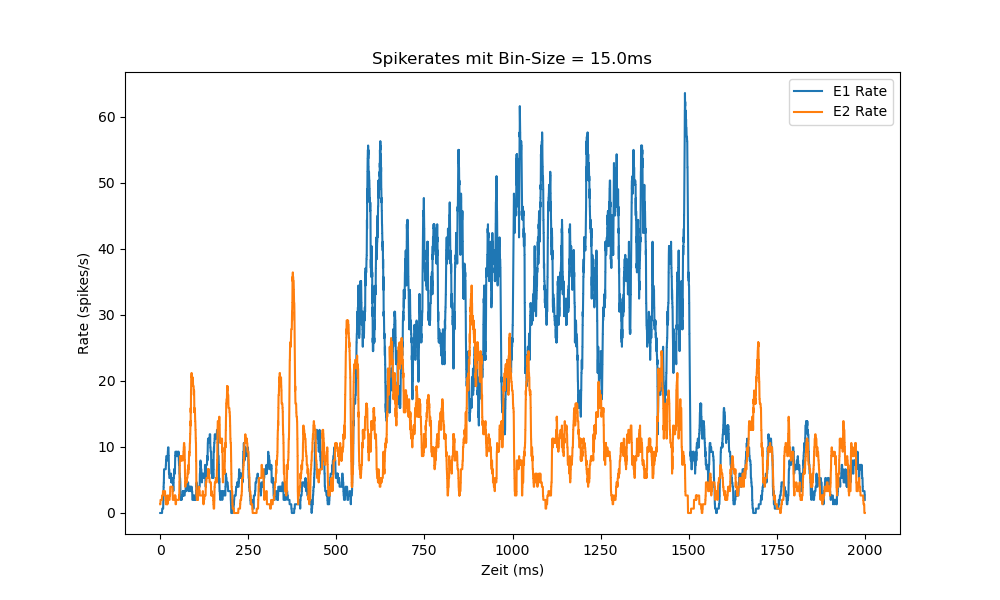 Spikerates mit Bin-Size = 15.0ms
E1 Rate
E2 Rate
Rate (spikes/s)
60
50
40
30
20
10
0
0 250 500 750 1000 1250 1500 1750 2000
Zeit (ms)